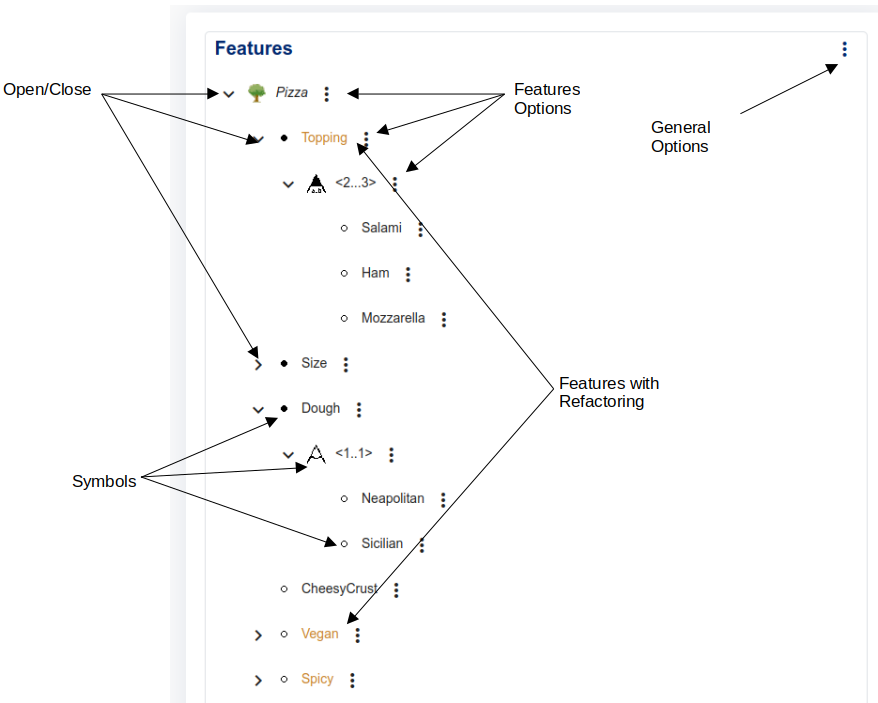 Features
Open/Close
Pizza
Features
Options
General
Options
Topping
a..b
<2...3>
Salami
Ham
Mozzarella
Size
Features with
Refactoring
Dough
<1..1>
Symbols
Neapolitan
Sicilian
CheesyCrust
Vegan
Spicy